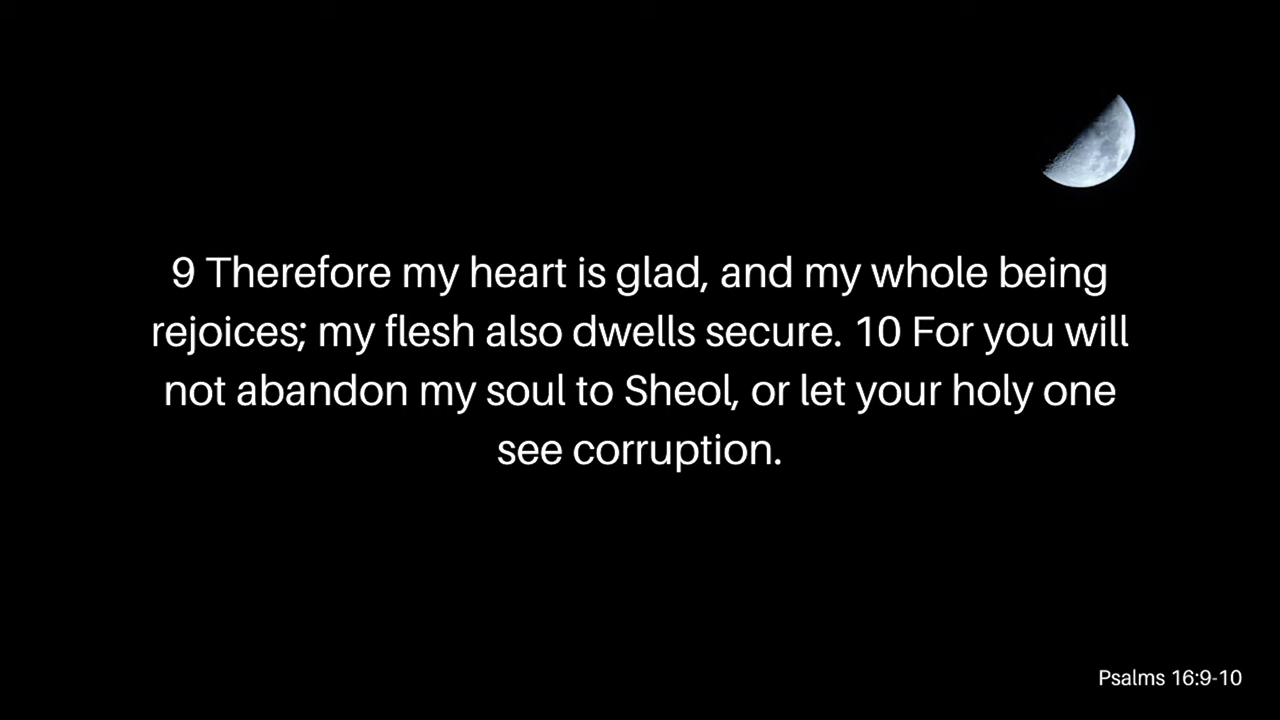 9 Therefore my heart is glad, and my whole being
rejoices; my flesh also dwells secure. 10 For you will
not abandon my soul to Sheol, or let your holy one
see corruption.
Psalms 16:9-10